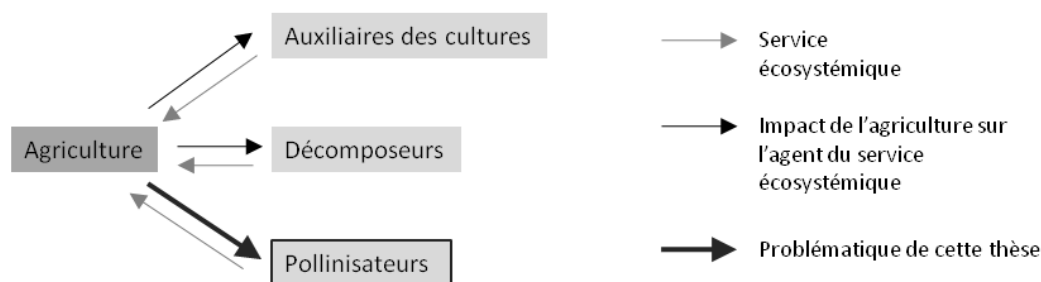 Auxiliaires des cultures
Agriculture
Décomposeurs
Pollinisateurs
Service
écosystémique
Impact de l'agriculture sur
l'agent du service
écosystémique
Problématique de cette thèse